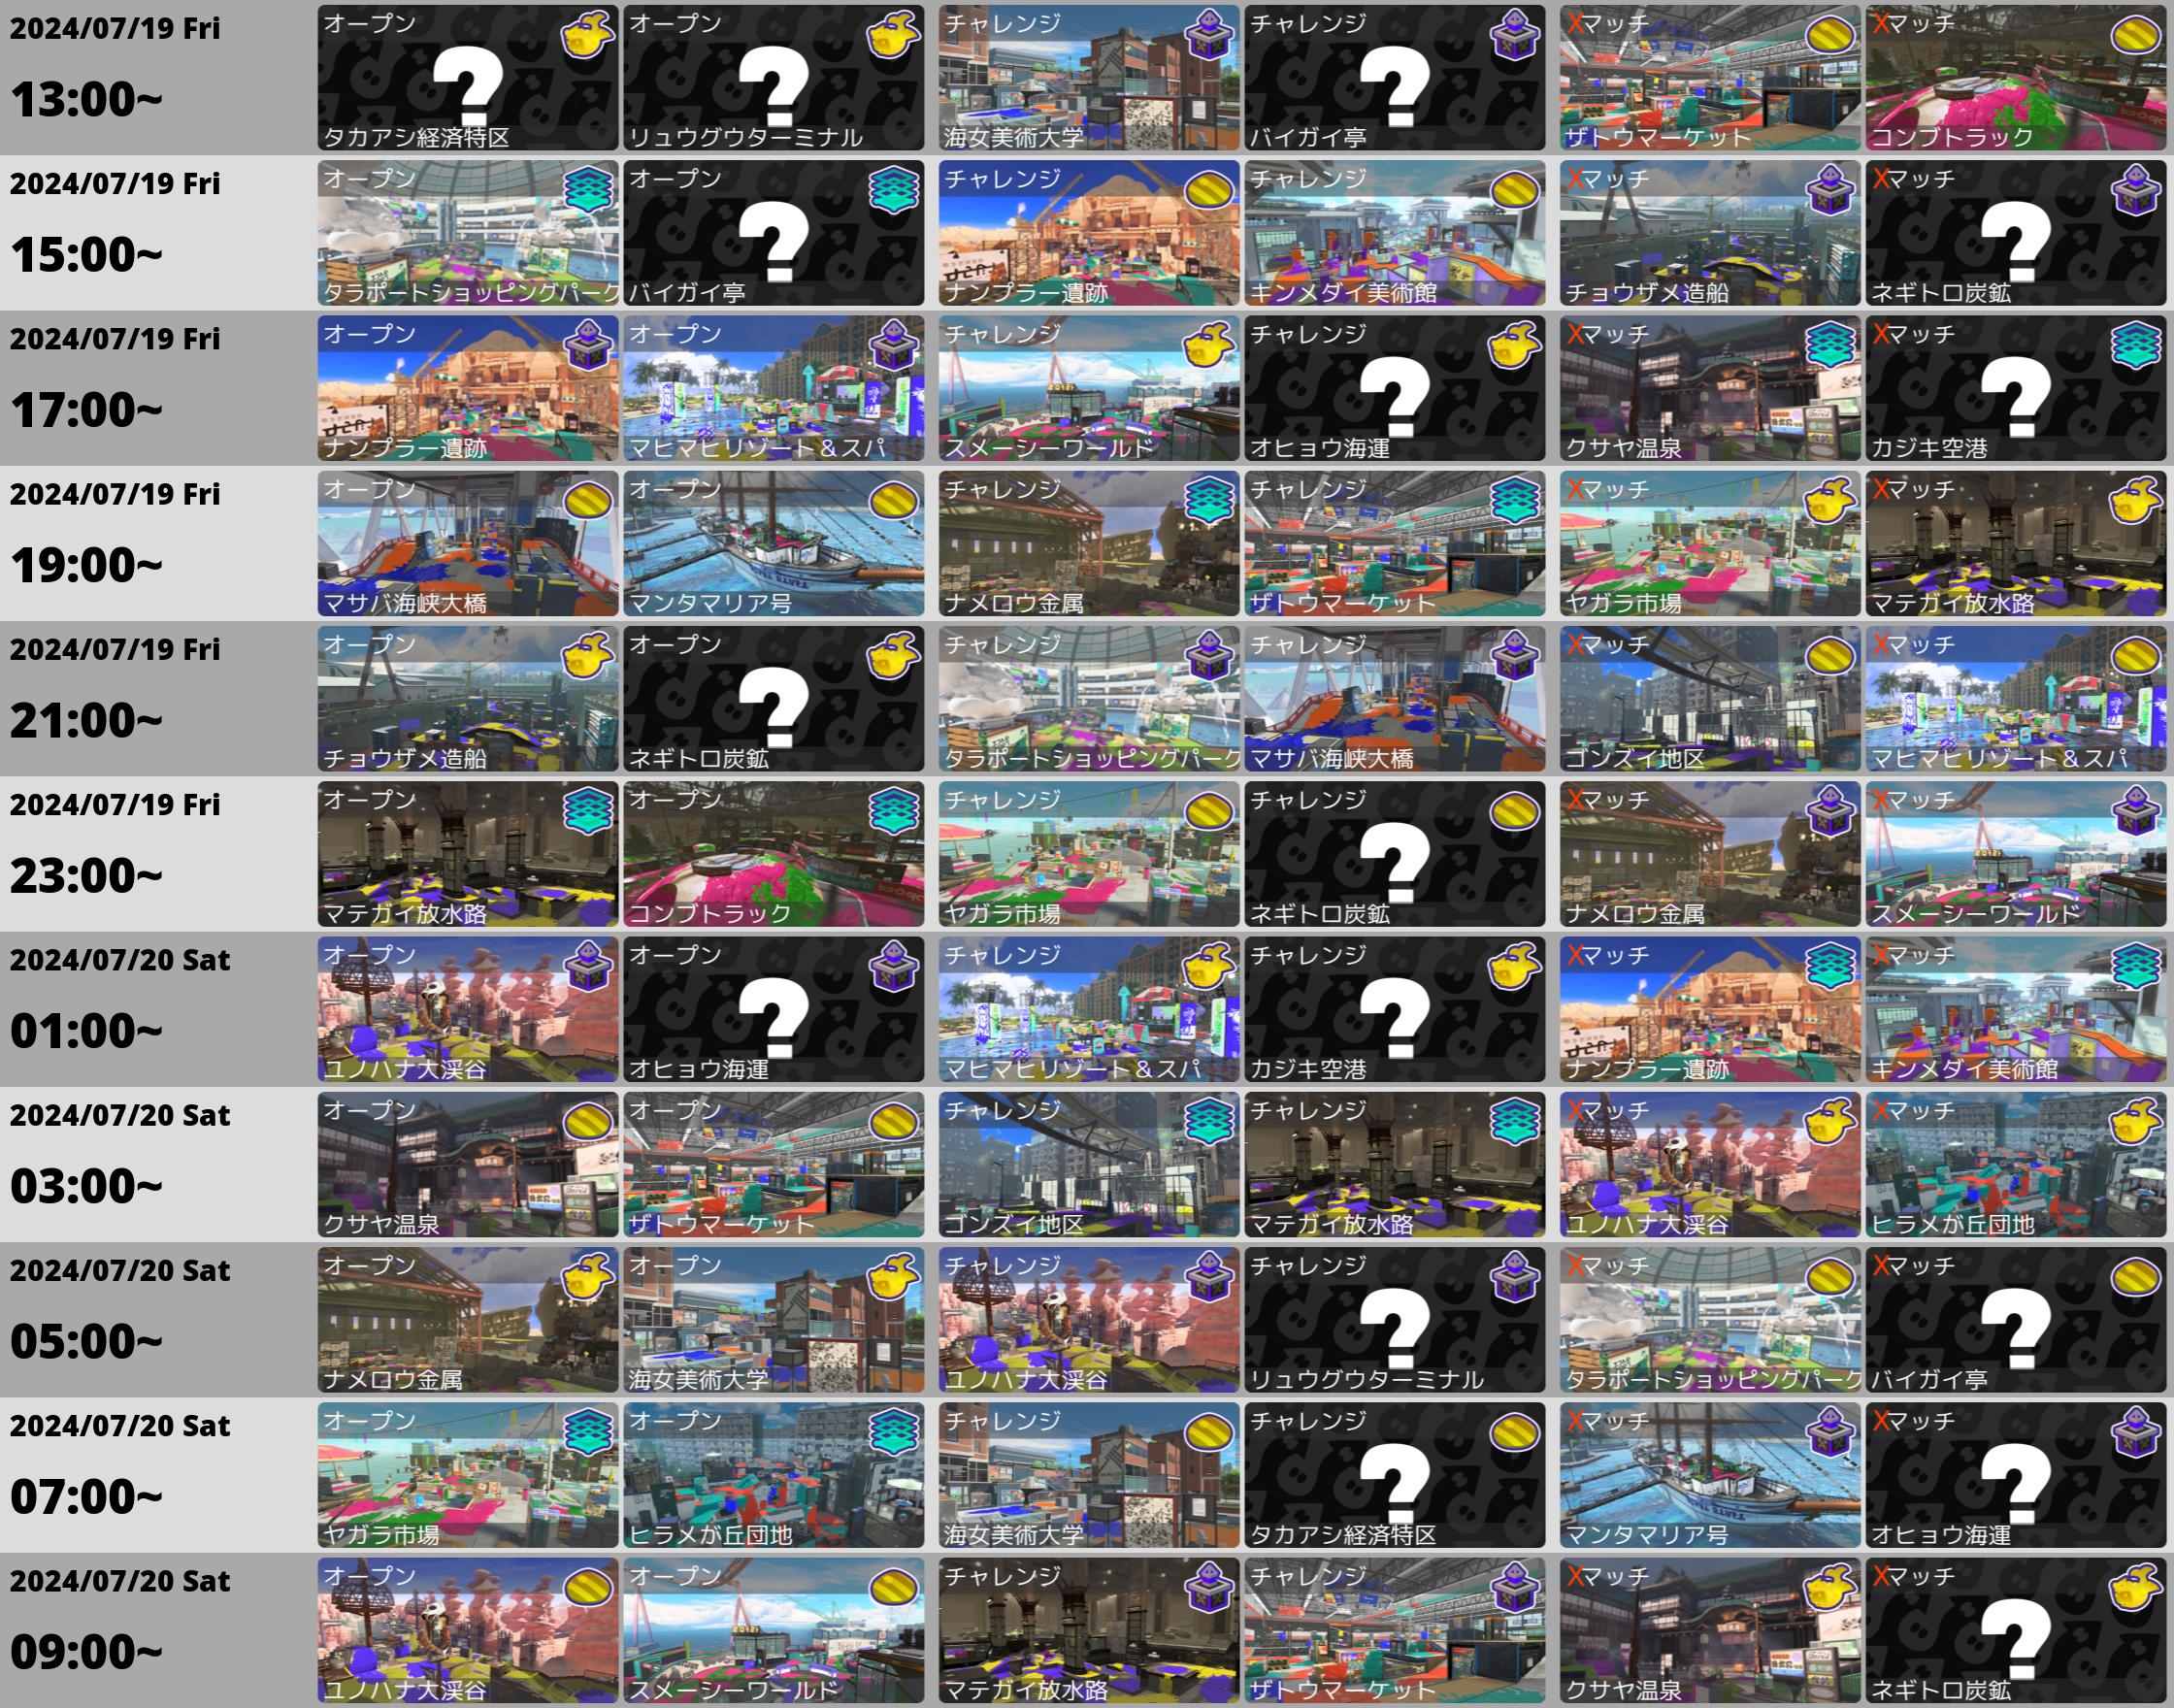 2024/07/19 Fri
13:00~
オープン
タカアシ経済特区
オープン
リュウグウターミナル
チャレンジ
海女美術大学
チャレンジ
バイガイ亭
Xマッチ
ザトウマーケット
Xマッチ
コンブトラック
2024/07/19 Fri
15:00~
オープン
タラポートショッピングパーク
オープン
バイガイ亭
チャレンジ
ナンプラー遺跡
チャレンジ
キンメダイ美術館
Xマッチ
チョウザメ造船
Xマッチ
ネギトロ炭鉱
2024/07/19 Fri
17:00~
オープン
ナンプラー遺跡
オープン
マヒマヒリゾート＆スパ
チャレンジ
スメーシーワールド
チャレンジ
オヒョウ海運
Xマッチ
クサヤ温泉
Xマッチ
カジキ空港
2024/07/19 Fri
19:00~
オープン
マサバ海峡大橋
オープン
マンタマリア号
チャレンジ
ナメロウ金属
チャレンジ
ザトウマーケット
Xマッチ
ヤガラ市場
Xマッチ
マテガイ放水路
2024/07/19 Fri
21:00~
オープン
チョウザメ造船
オープン
ネギトロ炭鉱
チャレンジ
タラポートショッピングパーク
チャレンジ
マサバ海峡大橋
Xマッチ
ゴンズイ地区
Xマッチ
マヒマヒリゾート＆スパ
2024/07/19 Fri
23:00~
オープン
マテガイ放水路
オープン
コンブトラック
チャレンジ
ヤガラ市場
チャレンジ
ネギトロ炭鉱
Xマッチ
ナメロウ金属
Xマッチ
スメーシーワールド
2024/07/20 Sat
01:00~
オープン
ユノハナ大渓谷
オープン
オヒョウ海運
チャレンジ
マヒマヒリゾート＆スパ
チャレンジ
カジキ空港
Xマッチ
ナンプラー遺跡
Xマッチ
キンメダイ美術館
2024/07/20 Sat
03:00~
オープン
クサヤ温泉
オープン
ザトウマーケット
チャレンジ
ゴンズイ地区
チャレンジ
マテガイ放水路
Xマッチ
ユノハナ大渓谷
Xマッチ
ヒラメが丘団地
2024/07/20 Sat
05:00~
オープン
ナメロウ金属
オープン
海女美術大学
チャレンジ
ユノハナ大渓谷
チャレンジ
リュウグウターミナル
Xマッチ
タラポートショッピングパーク
Xマッチ
バイガイ亭
2024/07/20 Sat
07:00~
オープン
ヤガラ市場
オープン
ヒラメが丘団地
チャレンジ
海女美術大学
チャレンジ
タカアシ経済特区
Xマッチ
マンタマリア号
Xマッチ
オヒョウ海運
2024/07/20 Sat
09:00~
オープン
ユノハナ大渓谷
オープン
スメーシーワールド
チャレンジ
マテガイ放水路
チャレンジ
ザトウマーケット
Xマッチ
クサヤ温泉
Xマッチ
ネギトロ炭鉱